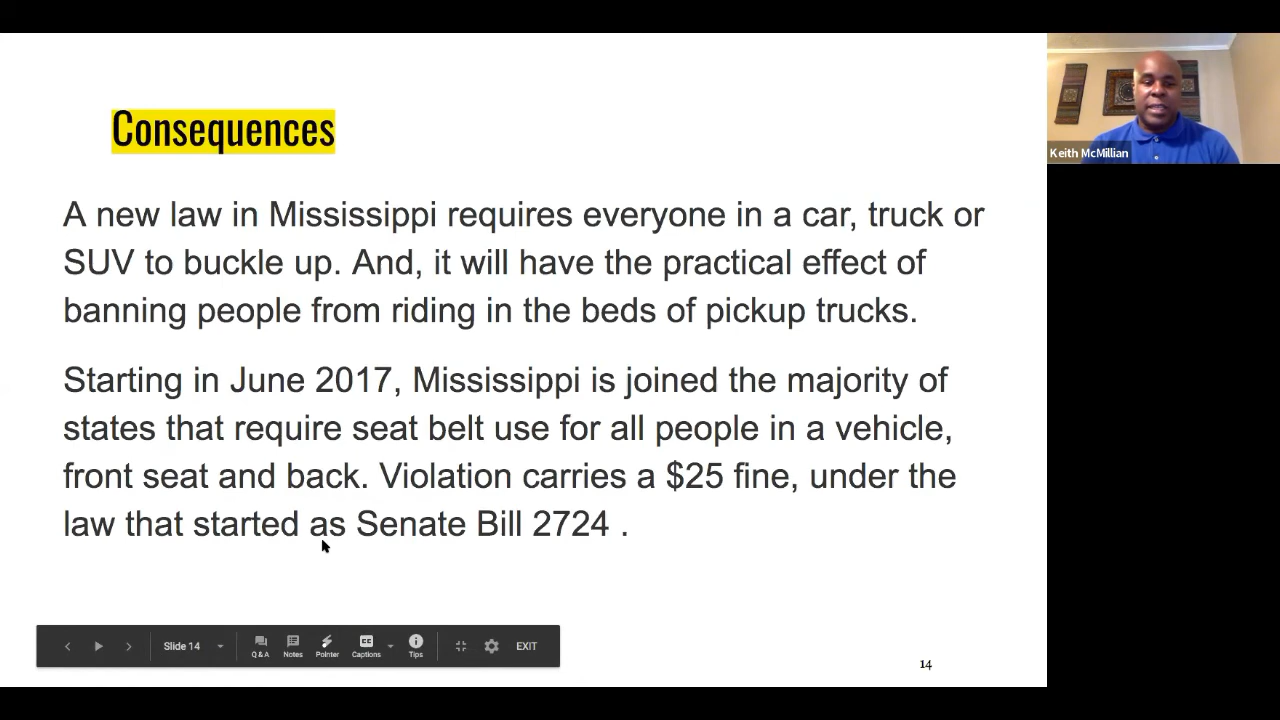 Consequences
A new law in Mississippi requires everyone in a car, truck or
SUV to buckle up. And, it will have the practical effect of
banning people from riding in the beds of pickup trucks.
Starting in June 2017, Mississippi is joined the majority of
states that require seat belt use for all people in a vehicle,
front seat and back. Violation carries a $25 fine, under the
law that started as Senate Bill 2724 .
Keith McMillian
Slide 14
Q & A
Notes
Pointer
CC
Captions
Tips
EXIT
14